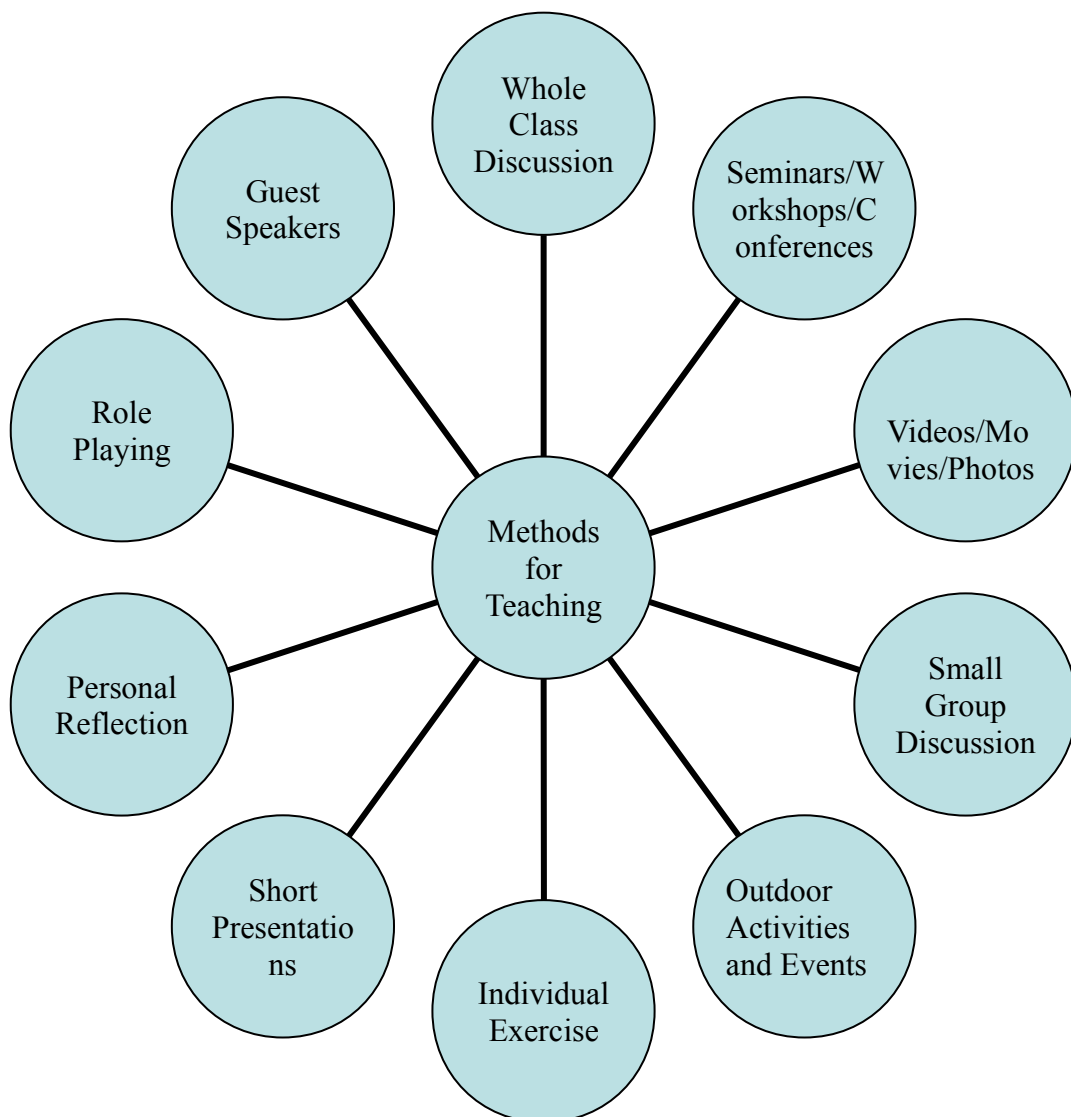 Whole
Class
Discussion
Seminars/W
orkshops/C
onferences
Guest
Speakers
Videos/Mo
vies/Photos
Role
Playing
Methods
for
Teaching
Small
Group
Discussion
Personal
Reflection
Outdoor
Activities
and Events
Short
Presentatio
ns
Individual
Exercise